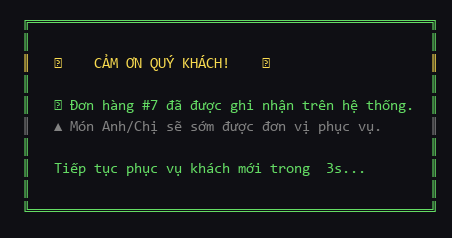 CẢM ƠN QUÝ KHÁCH!
Đơn hàng #7 đã được ghi nhận trên hệ thống.
▲ Món Anh/Chị sẽ sớm được đơn vị phục vụ.
Tiếp tục phục vụ khách mới trong 3s...